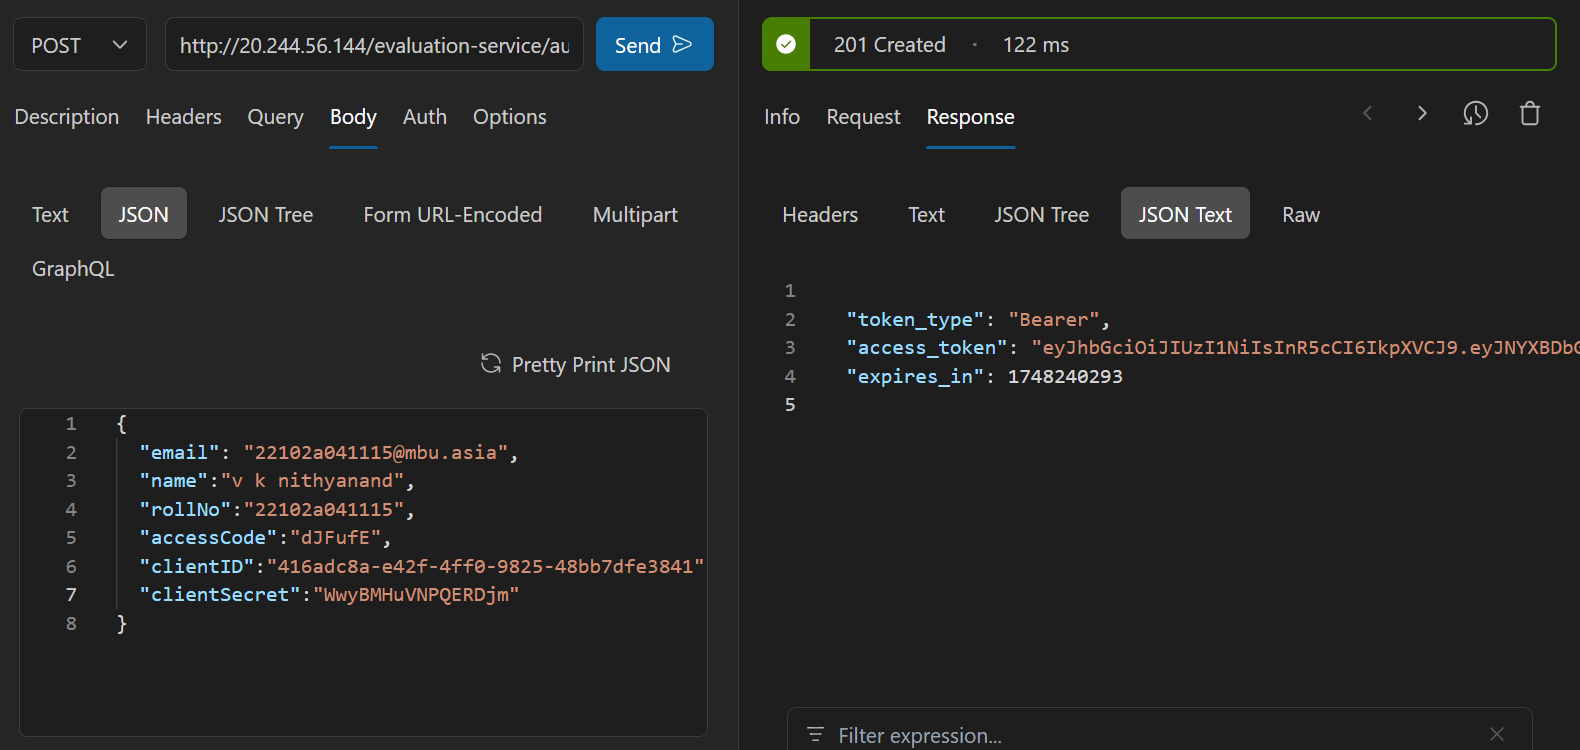 POST
http://20.244.56.144/evaluation-service/au
Send
Description Headers Query Body Auth Options
Text JSON JSON Tree Form URL-Encoded Multipart
GraphQL
Pretty Print JSON
1 {
2 "email": "22102a041115@mbu.asia",
3 "name":"v k nithyanand",
4 "rollNo":"22102a041115",
5 "accessCode":"dJFufE",
6 "clientID":"416adc8a-e42f-4ff0-9825-48bb7dfe3841"
7 "clientSecret":"WwyBMHuVNPQERDjm"
8 }
201 Created · 122 ms
Info Request Response
Headers Text JSON Tree JSON Text Raw
1
2 "token_type": "Bearer",
3 "access_token": "eyJhbGciOiJIUzI1NiIsInR5cCI6IkpXVCJ9.eyJNYXBDbG
4 "expires_in": 1748240293
5
Filter expression...